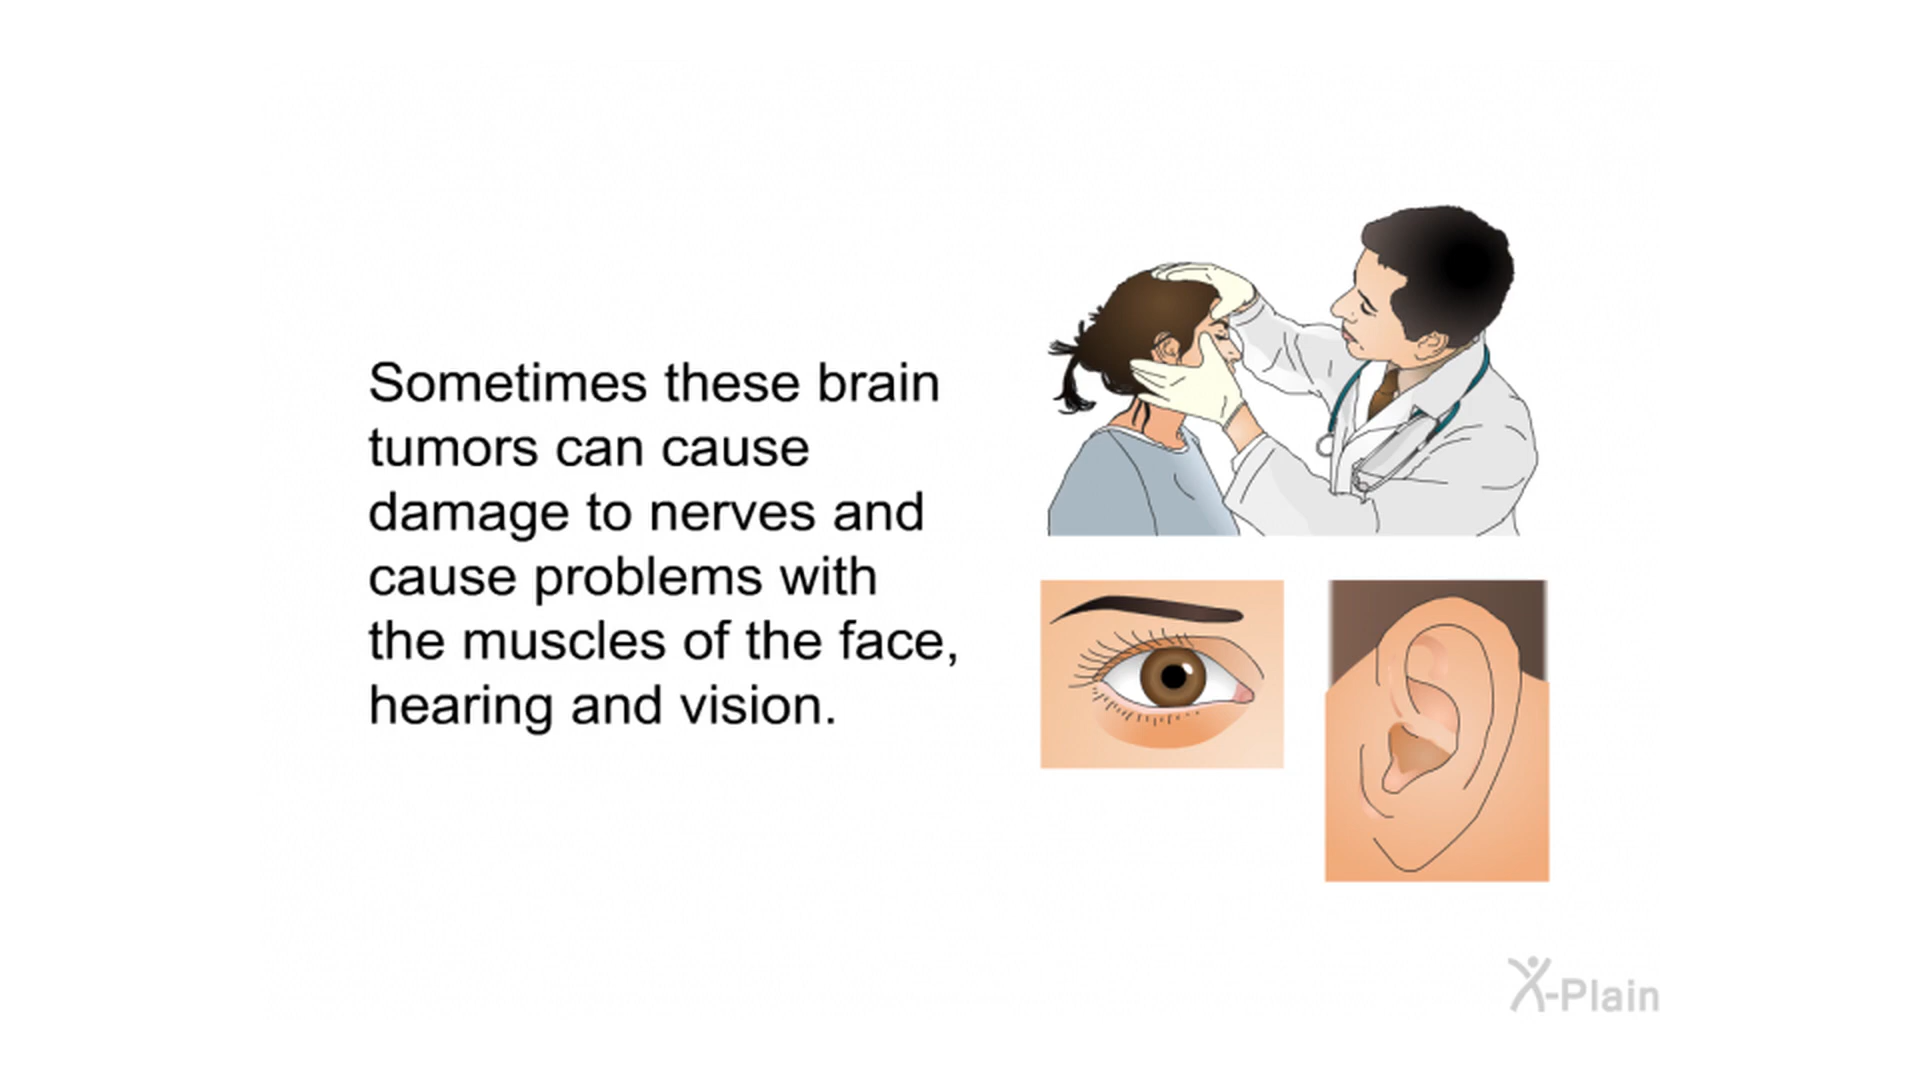 Sometimes these brain
tumors can cause
damage to nerves and
cause problems with
the muscles of the face,
hearing and vision.
X-Plain